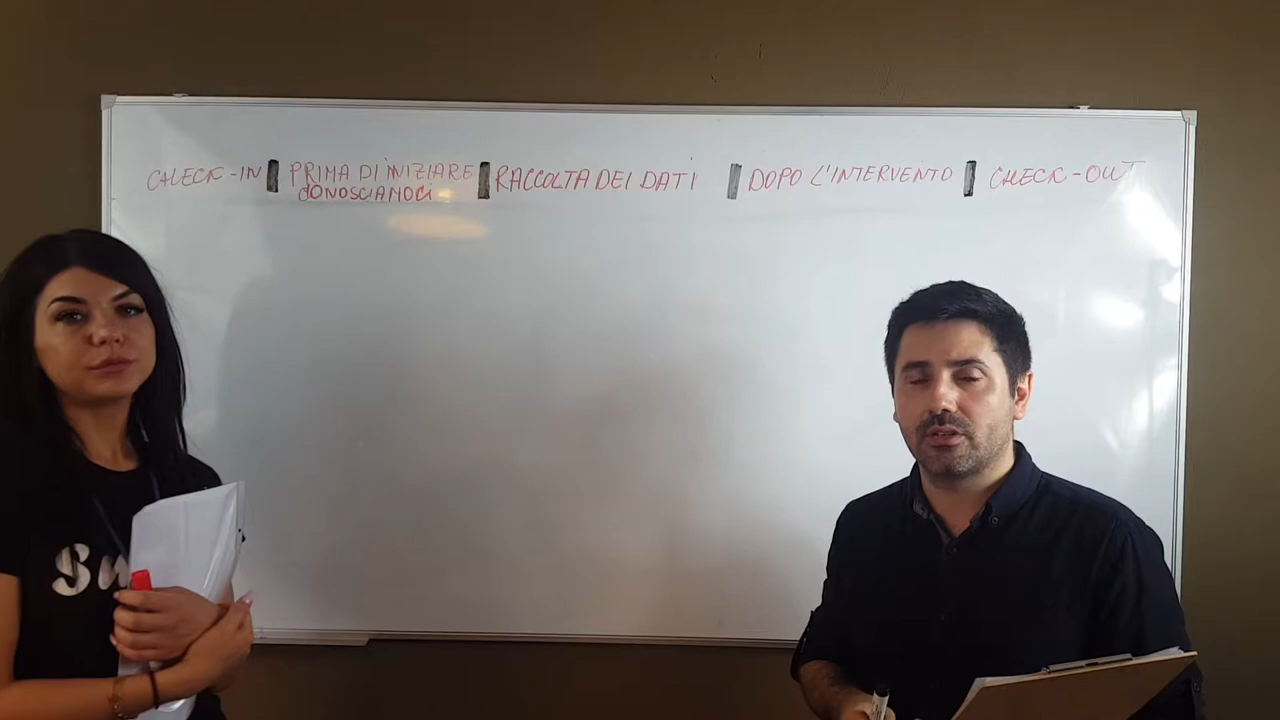 CHECK-IN
PRIMA DI INIZIARE
CONOSCIAMOCI
RACCOLTA DEI DATI
DOPO L'INTERVENTO
CHECK-OUT